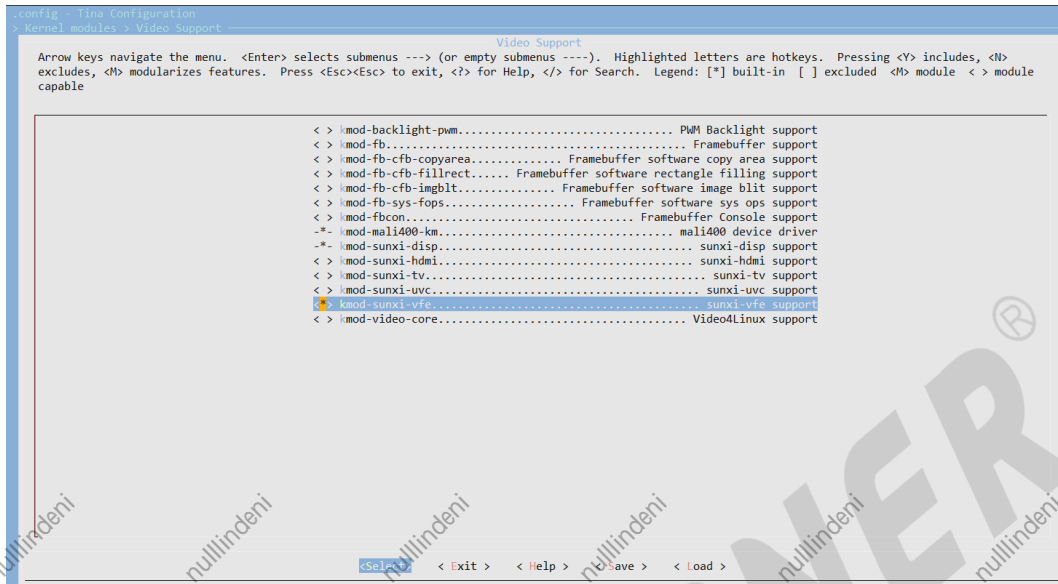 .config - Tina Configuration
> Kernel modules > Video Support
Video Support
Arrow keys navigate the menu.  <Enter> selects submenus ---> (or empty submenus ----).  Highlighted letters are hotkeys.  Pressing <Y> includes, <N>
excludes, <M> modularizes features.  Press <Esc><Esc> to exit, <?> for Help, </> for Search.  Legend: [*] built-in  [ ] excluded  <M> module  < > module
capable
< > kmod-backlight-pwm................................. PWM Backlight support
< > kmod-fb.............................................. Framebuffer support
< > kmod-fb-cfb-copyarea.............. Framebuffer software copy area support
< > kmod-fb-cfb-fillrect...... Framebuffer software rectangle filling support
< > kmod-fb-cfb-imgblt............... Framebuffer software image blit support
< > kmod-fb-sys-fops.................... Framebuffer software sys ops support
< > kmod-fbcon................................... Framebuffer Console support
-*- kmod-mali400-km.................................... mali400 device driver
-*- kmod-sunxi-disp....................................... sunxi-disp support
< > kmod-sunxi-hdmi....................................... sunxi-hdmi support
< > kmod-sunxi-tv........................................... sunxi-tv support
< > kmod-sunxi-uvc......................................... sunxi-uvc support
<*> kmod-sunxi-vfe......................................... sunxi-vfe support
< > kmod-video-core...................................... Video4Linux support
NER®
nulllindeni nulllindeni nulllindeni nulllindeni nulllindeni nulllindeni
<Select>    < Exit >    < Help >    < Save >    < Load >